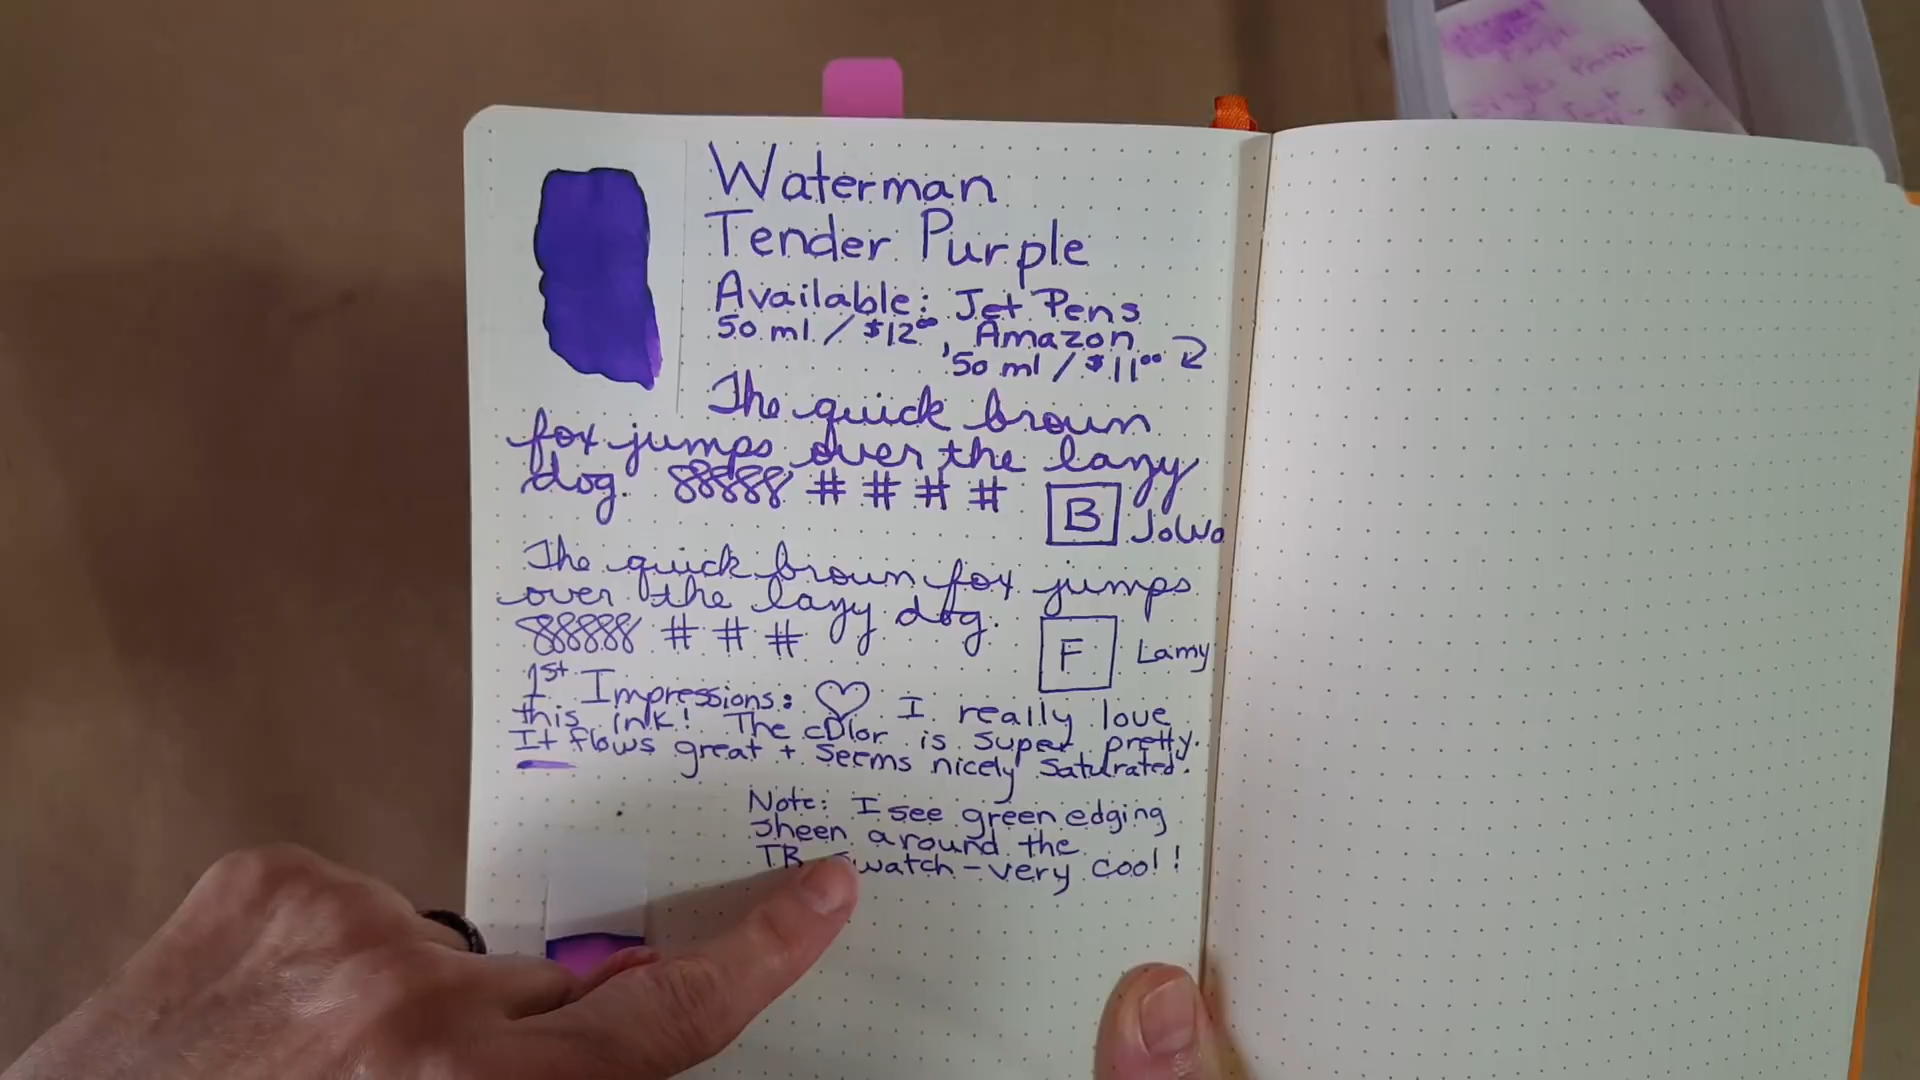 Waterman
Tender Purple
Available: Jet Pens
50 ml / $12⁰⁰, Amazon
50 ml / $11⁰⁰
The quick brown
fox jumps over the lazy
dog. 88888 # # # #
B JoWo
The quick brown fox jumps
over the lazy dog.
88888 # # #
F Lamy
1st Impressions: ♡ I really love
this ink! The color is super pretty.
It flows great + seems nicely saturated.
Note: I see green edging
sheen around the
TR swatch - very cool!